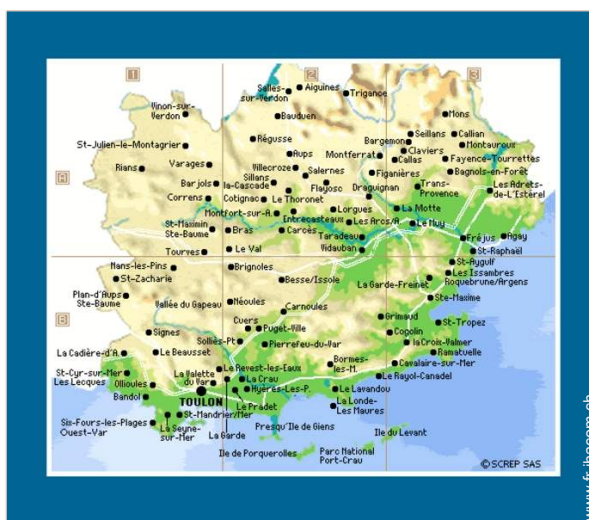 1
2
3
Salles-
sur-Verdon
Aiguines
Trigance
Vinon-sur-
Verdon
Bauduen
Mons
St-Julien-le-Montagrier
Régusse
Seillans
Callian
Bargemon
Montauroux
Aups
Claviers
Montferrat
Rians
Varages
Villecroze
Callas
Fayence-Tourrettes
Salernes
Figanières
Bagnols-en-Forêt
A
Sillans
la-Cascade
Barjols
Flayosc
Draguignan
Trans-
Provence
Les Adrets-
de-L'Estèrel
Correns
Cotignac
Le Thoronet
Lorgues
La Motte
Montfort-sur-A.
Entrecasteaux
Les Arcs/A.
Le Muy
St-Maximin
Ste-Baume
Bras
Carcès
Taradeau
Fréjus
Agay
Tourves
Le Val
Vidauban
St-Raphaël
Nans-les-Pins
Brignoles
St-Aygulf
St-Zacharie
Besse/Issole
Les Issambres
La Garde-Freinet
Roquebrune/Argens
Plan-d'Aups
Ste-Baume
Vallée du Gapeau
Néoules
Carnoules
Ste-Maxime
B
Grimaud
St-Tropez
Signes
Cuers
Puget-Ville
Cogolin
Solliès-Pt
Pierrefeu-du-Var
la Croix-Valmer
La Cadière-d'A.
Le Beausset
Ramatuelle
Bormes-
les-M.
Cavalaire-sur-Mer
St-Cyr-sur-Mer
Les Lecques
Le Revest-les-Eaux
La Valette
du Var
La Crau
Le Rayol-Canadel
Ollioules
Hyères-Les-P.
Le Lavandou
Bandol
TOULON
Le Pradet
La Londe-
Les Maures
Six-Fours-les-Plages
Ouest-Var
St-Mandrier/Mer
La Seyne-
sur-Mer
La Garde
Presqu'Ile de Giens
Ile du Levant
Ile de Porquerolles
Parc National
Port-Crau
©SCREP SAS